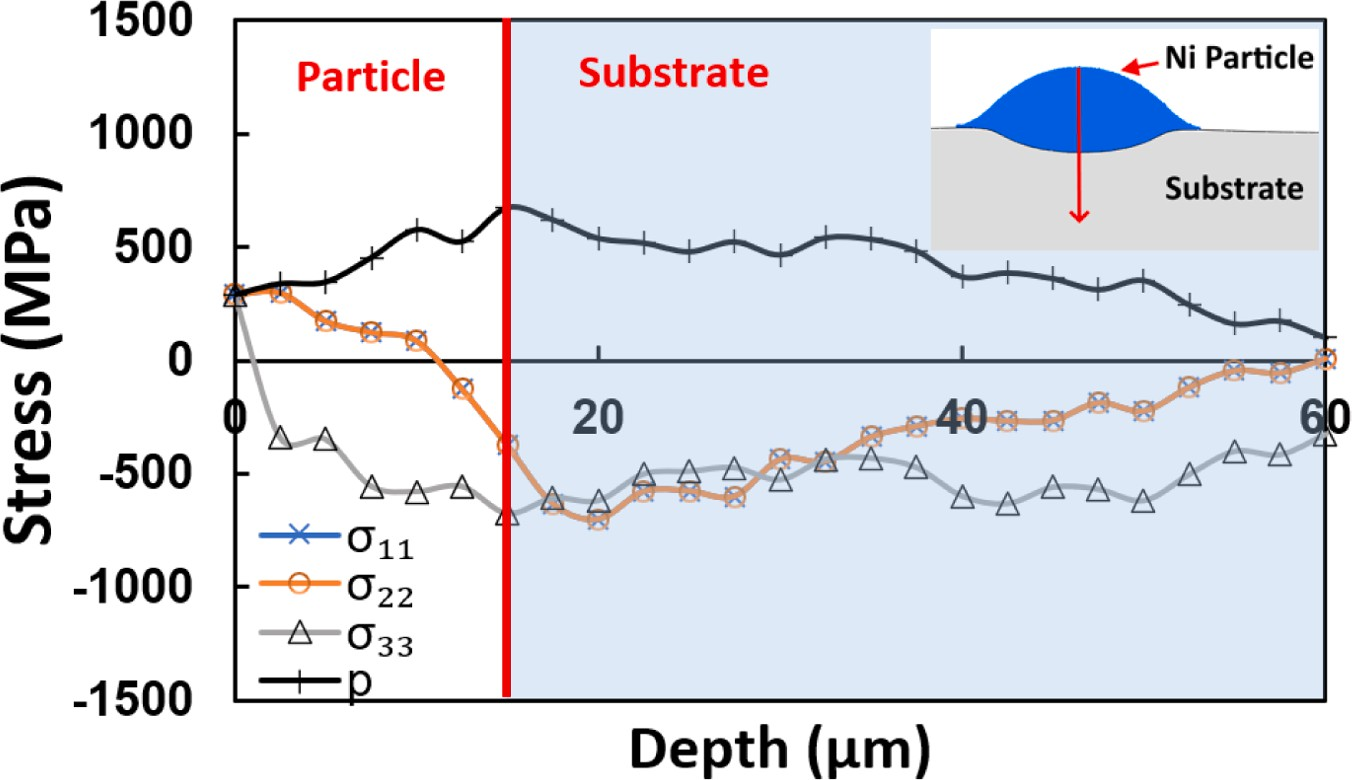 1500
1000
500
0
-500
-1000
-1500
Stress (MPa)
Particle
Substrate
Ni Particle
Substrate
0
20
40
60
σ11
σ22
σ33
p
Depth (μm)